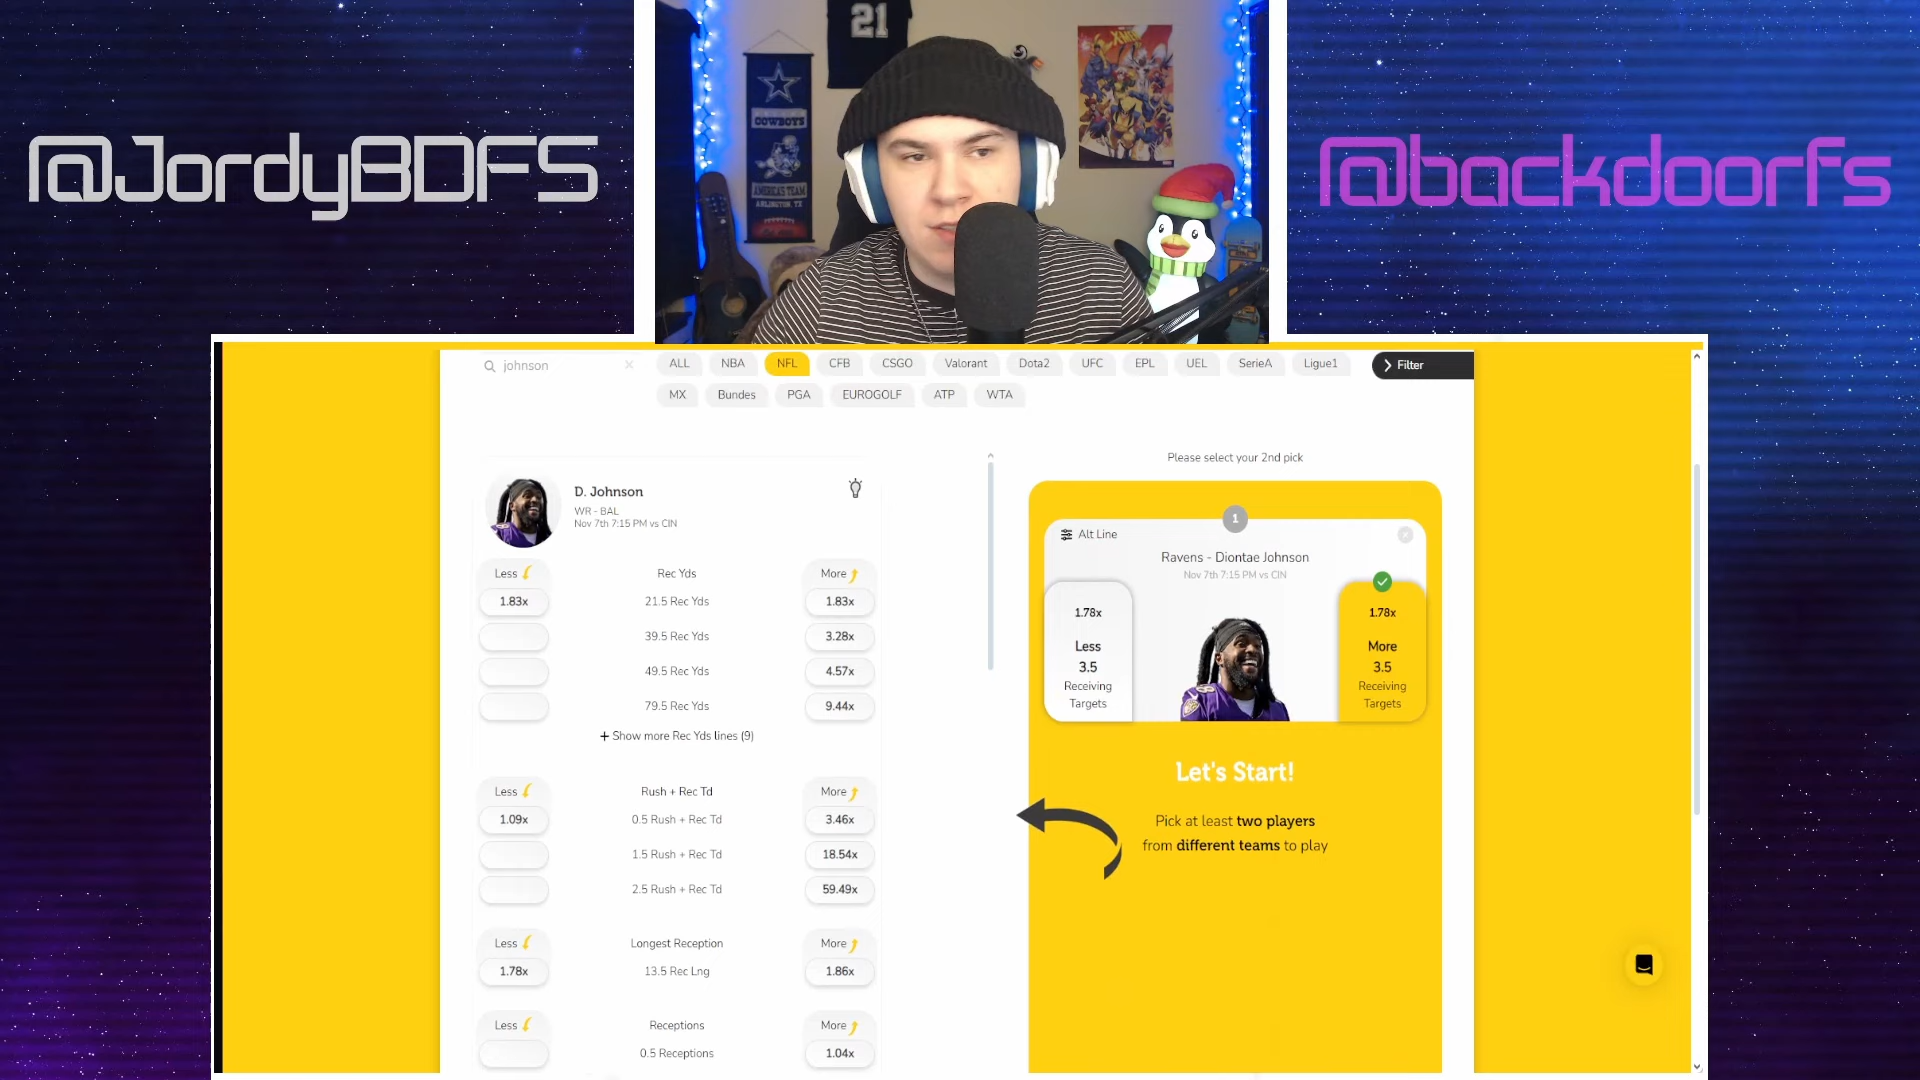 @JordyBDFS
21
COWBOYS
AMERICA'S TEAM
ARLINGTON, TX
X-MEN
@backdoorfs
johnson
ALL NBA NFL CFB CSGO Valorant Dota2 UFC EPL UEL SerieA Ligue1
MX Bundes PGA EUROGOLF ATP WTA
Filter
D. Johnson
WR - BAL
Nov 7th 7:15 PM vs CIN
Less Rec Yds More
1.83x 21.5 Rec Yds 1.83x
39.5 Rec Yds 3.28x
49.5 Rec Yds 4.57x
79.5 Rec Yds 9.44x
+ Show more Rec Yds lines (9)
Less Rush + Rec Td More
1.09x 0.5 Rush + Rec Td 3.46x
1.5 Rush + Rec Td 18.54x
2.5 Rush + Rec Td 59.49x
Less Longest Reception More
1.78x 13.5 Rec Lng 1.86x
Less Receptions More
0.5 Receptions 1.04x
Please select your 2nd pick
1
Alt Line
Ravens - Diontae Johnson
Nov 7th 7:15 PM vs CIN
1.78x
Less
3.5
Receiving
Targets
1.78x
More
3.5
Receiving
Targets
Let's Start!
Pick at least two players
from different teams to play